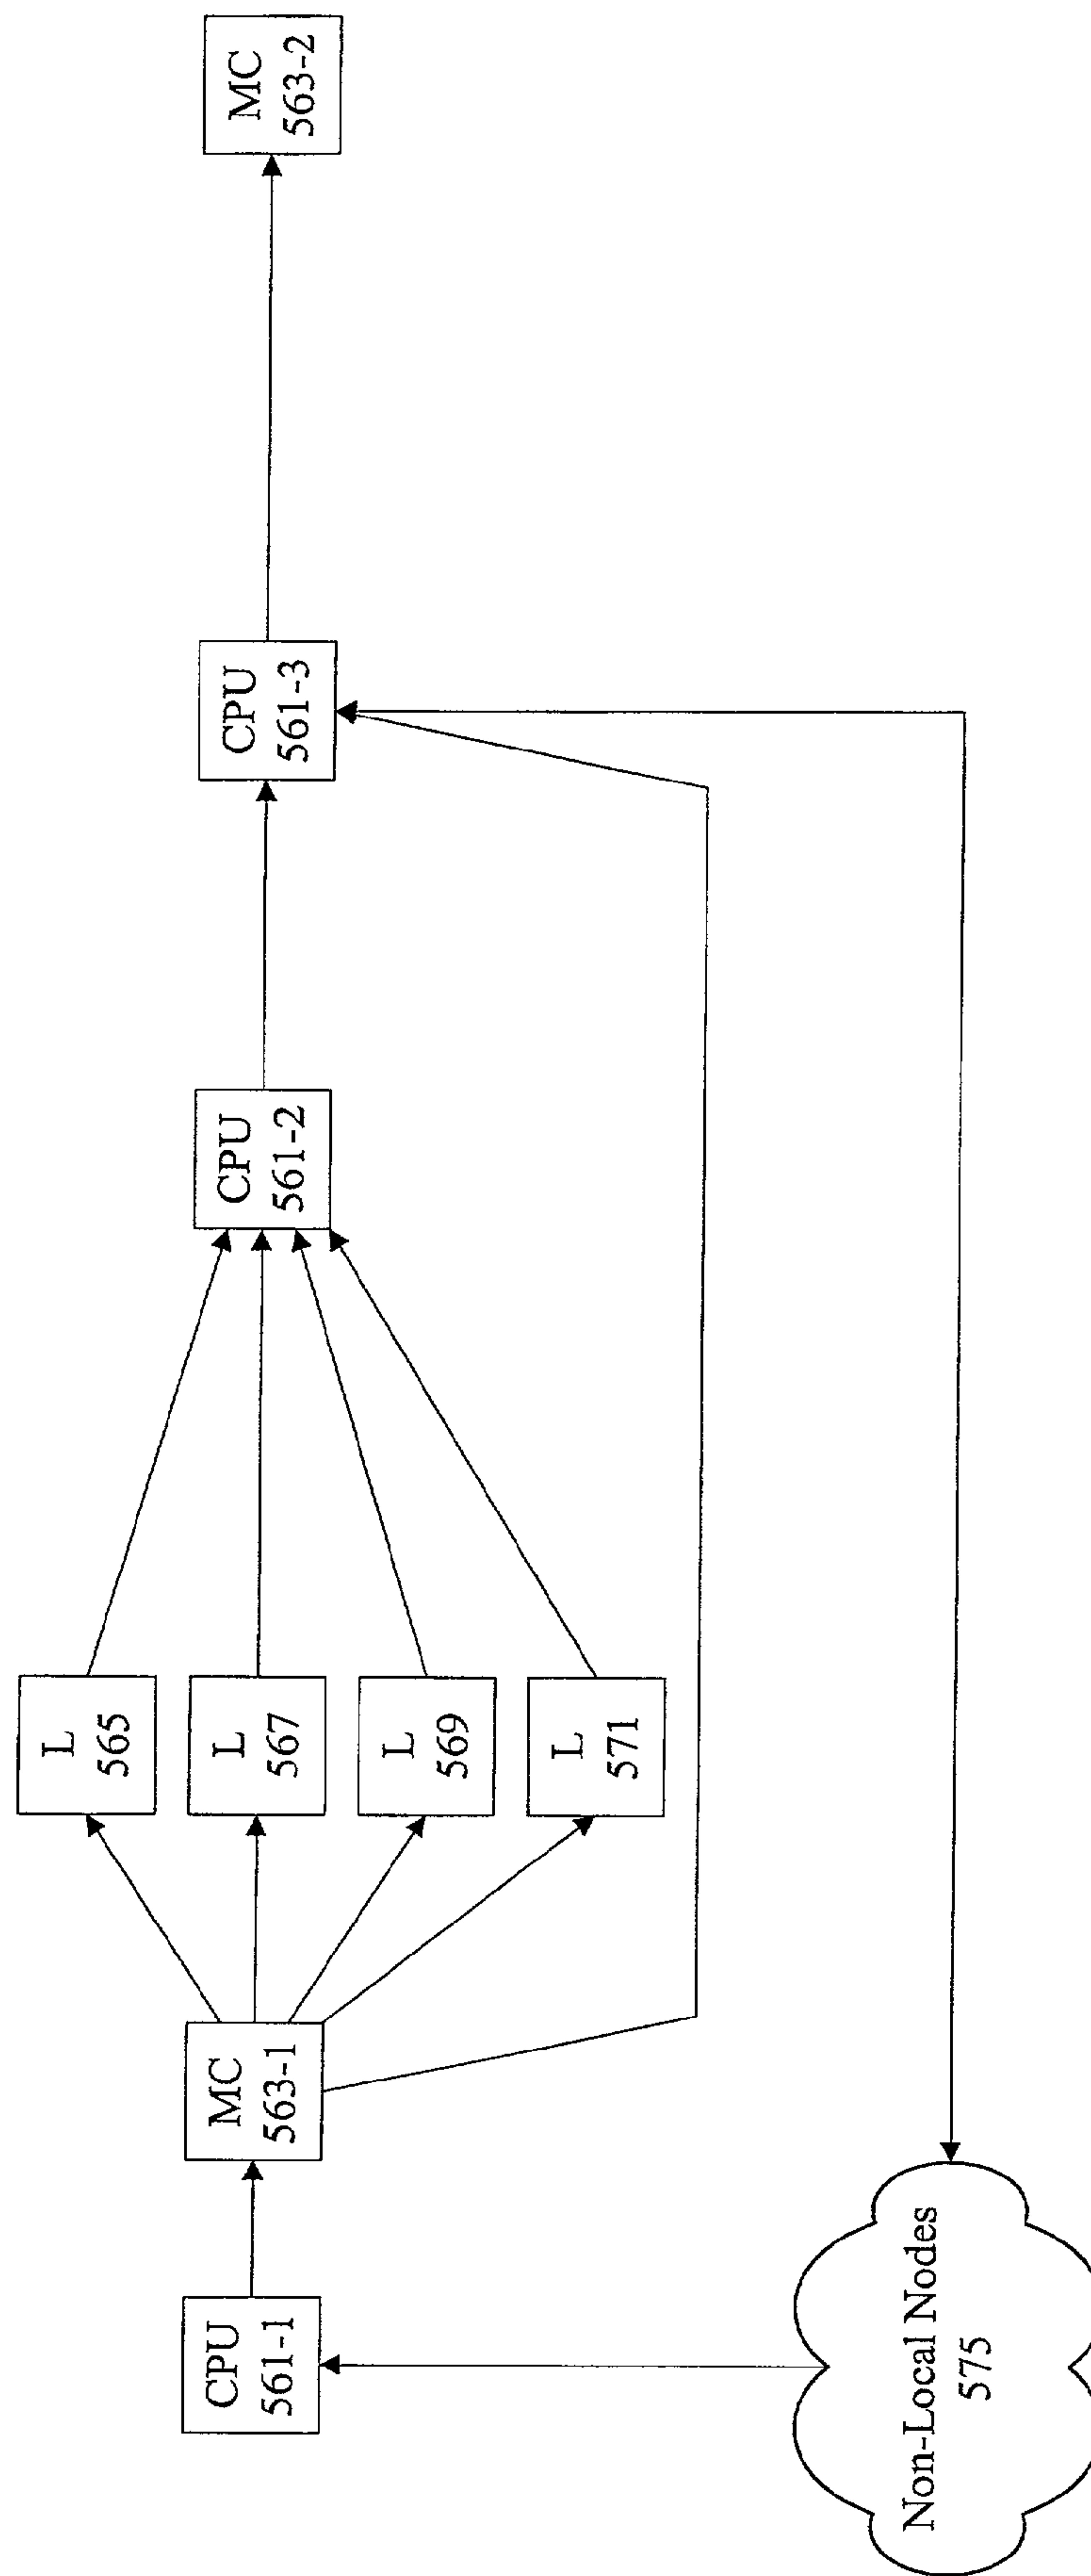 CPU
561-1
MC
563-1
L
565
L
567
L
569
L
571
CPU
561-2
CPU
561-3
MC
563-2
Non-Local Nodes
575